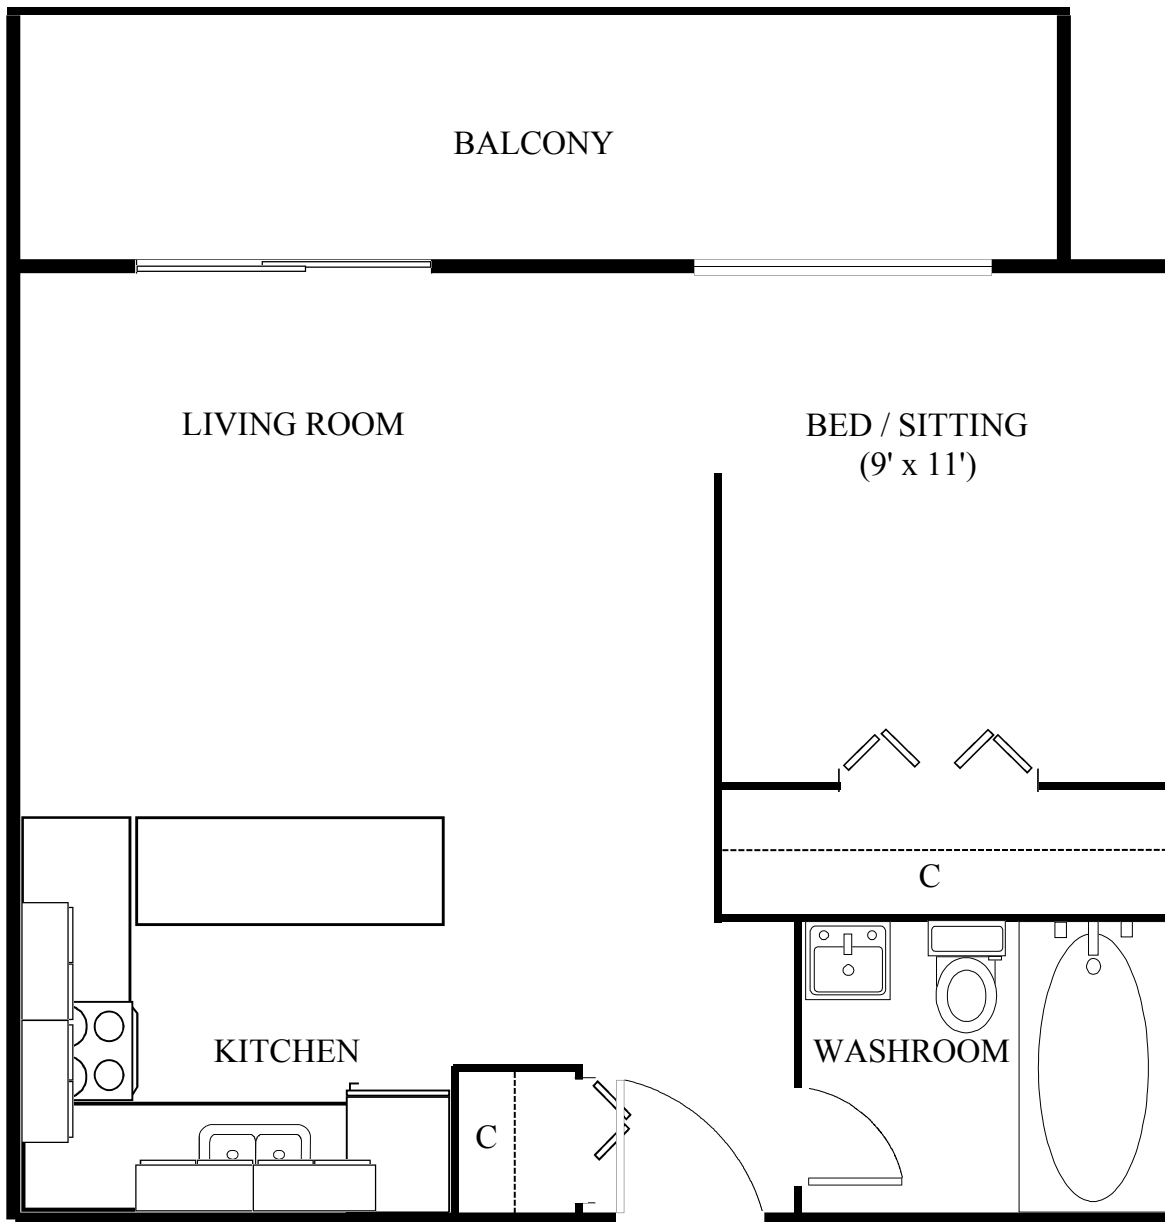 BALCONY
LIVING ROOM
BED / SITTING
(9' x 11')
C
KITCHEN
WASHROOM
C